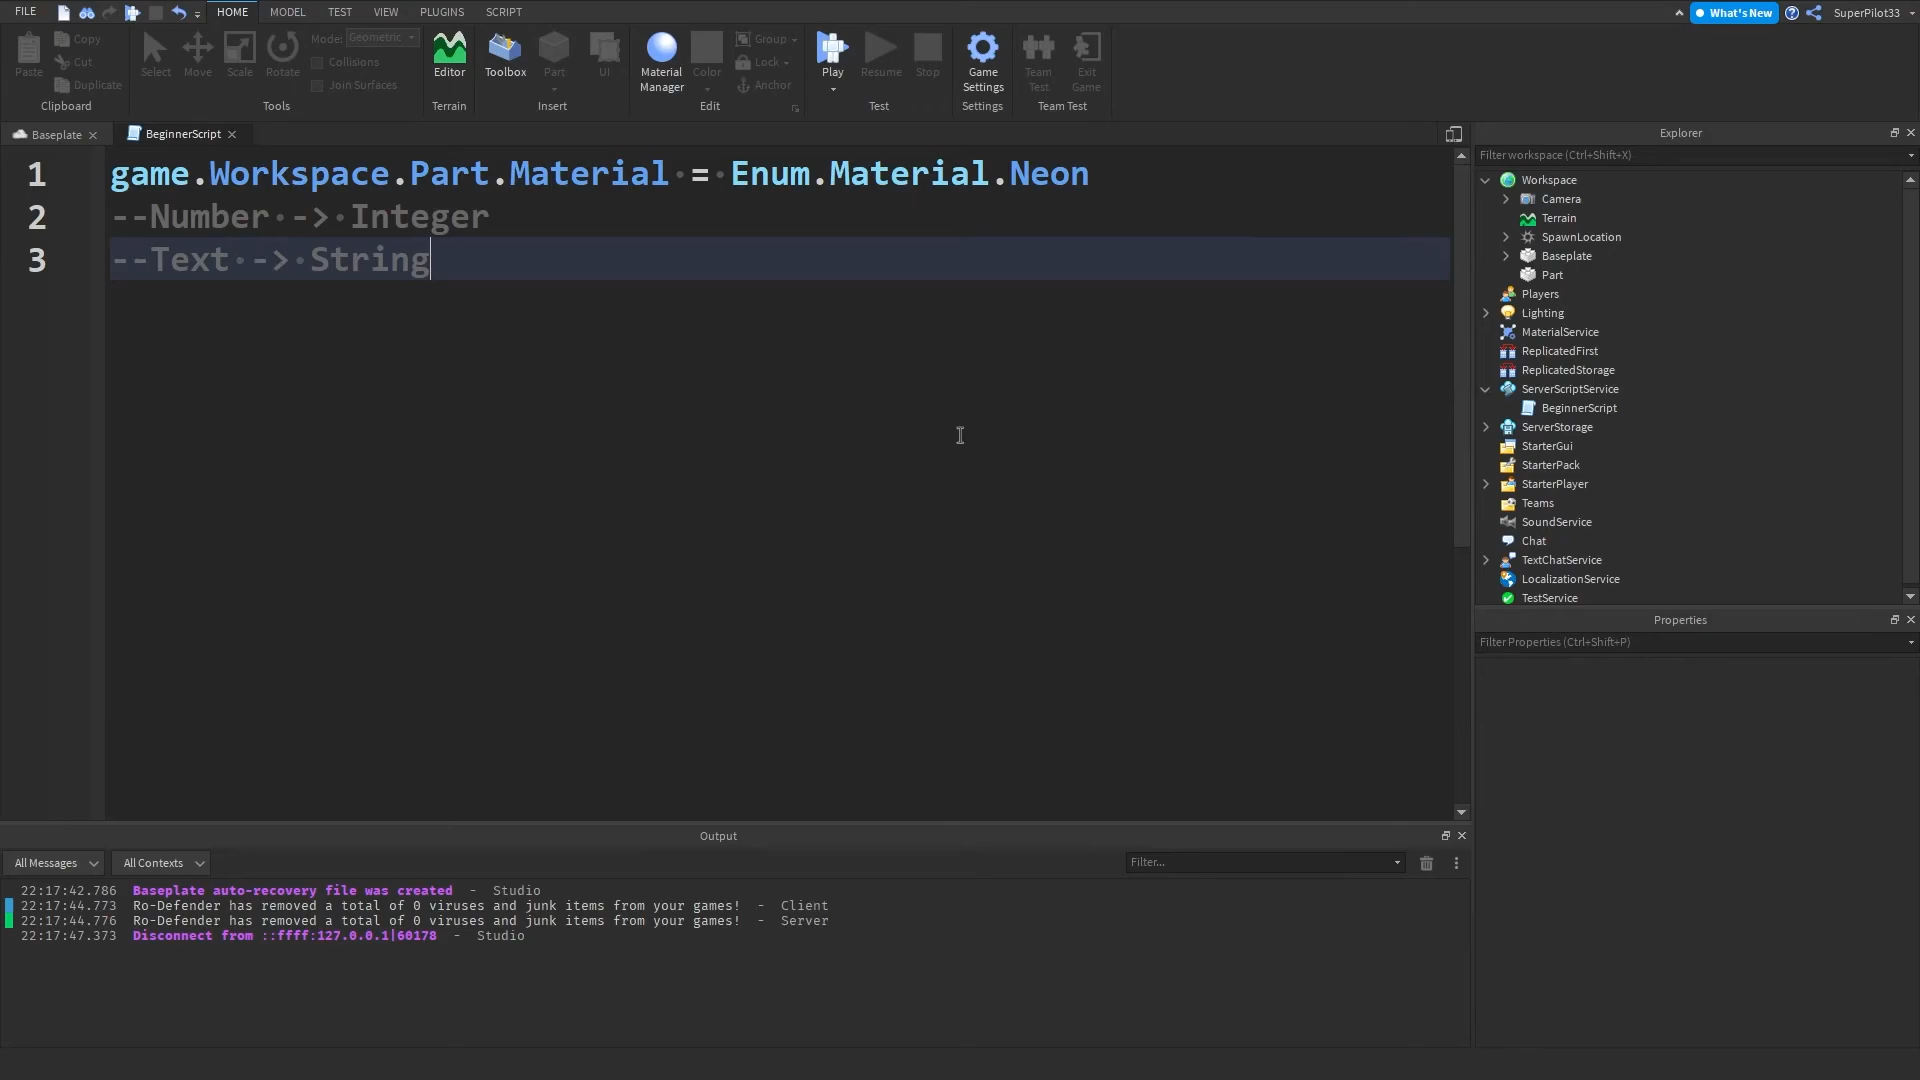 FILE HOME MODEL TEST VIEW PLUGINS SCRIPT What's New SuperPilot33
Paste Copy Cut Duplicate Clipboard
Select Move Scale Rotate Mode: Geometric Collisions Join Surfaces Tools
Editor Terrain
Toolbox Part UI Insert
Material Manager Color Group Lock Anchor Edit
Play Resume Stop Test
Game Settings Settings
Team Test Exit Game Team Test
Baseplate BeginnerScript
1 game.Workspace.Part.Material = Enum.Material.Neon
2 --Number -> Integer
3 --Text -> String
Explorer
Filter workspace (Ctrl+Shift+X)
Workspace
Camera
Terrain
SpawnLocation
Baseplate
Part
Players
Lighting
MaterialService
ReplicatedFirst
ReplicatedStorage
ServerScriptService
BeginnerScript
ServerStorage
StarterGui
StarterPack
StarterPlayer
Teams
SoundService
Chat
TextChatService
LocalizationService
TestService
Properties
Filter Properties (Ctrl+Shift+P)
Output
All Messages All Contexts Filter...
22:17:42.786 Baseplate auto-recovery file was created - Studio
22:17:44.773 Ro-Defender has removed a total of 0 viruses and junk items from your games! - Client
22:17:44.776 Ro-Defender has removed a total of 0 viruses and junk items from your games! - Server
22:17:47.373 Disconnect from ::ffff:127.0.0.1|60178 - Studio